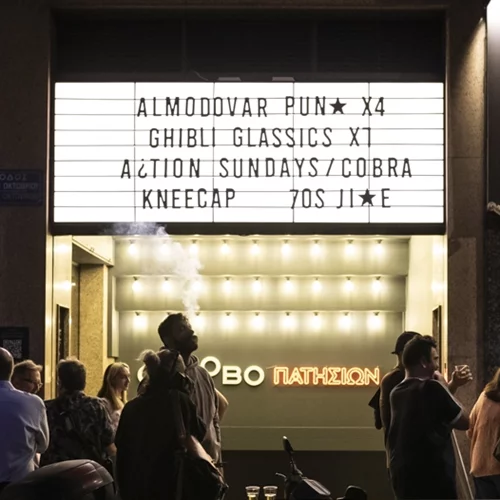 ALMODOVAR PUN★ X4
GHIBLI GLASSICS X7
A¿TION SUNDAYS/COBRA
KNEECAP 70S JI★E
ΟΒΟ ΠΑΤΗΣΙΩΝ